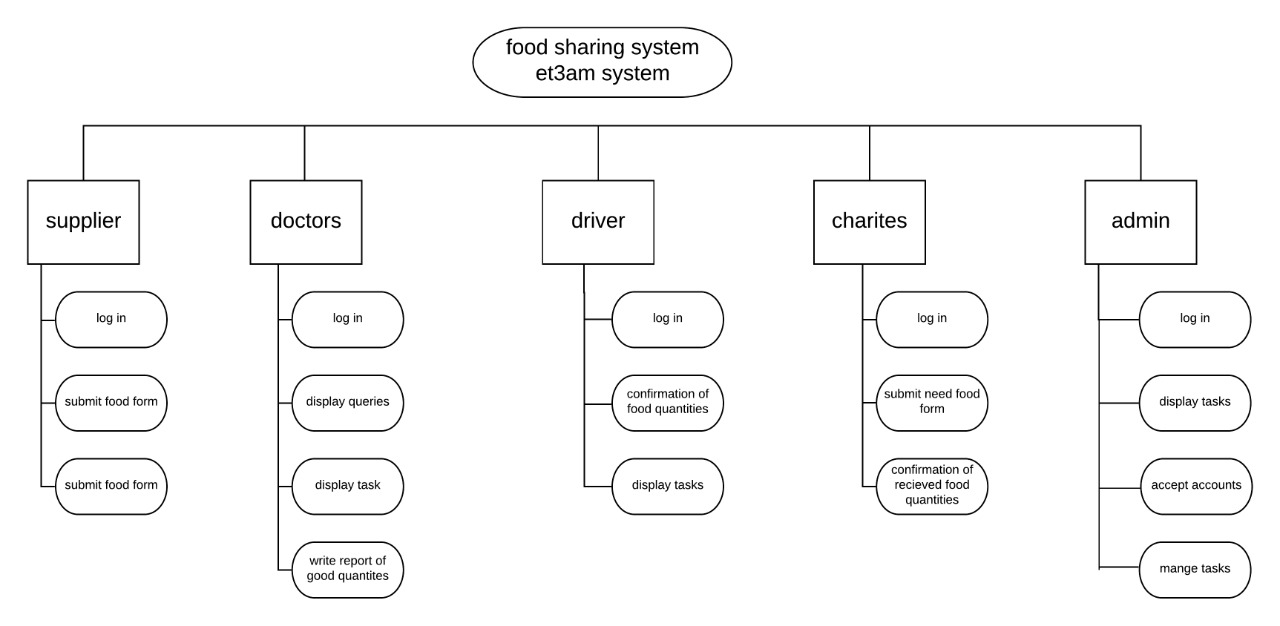 food sharing system
et3am system
supplier
doctors
driver
charites
admin
log in
log in
log in
log in
log in
submit food form
display queries
confirmation of
food quantities
submit need food
form
display tasks
submit food form
display task
display tasks
confirmation of
recieved food
quantities
accept accounts
write report of
good quantites
mange tasks